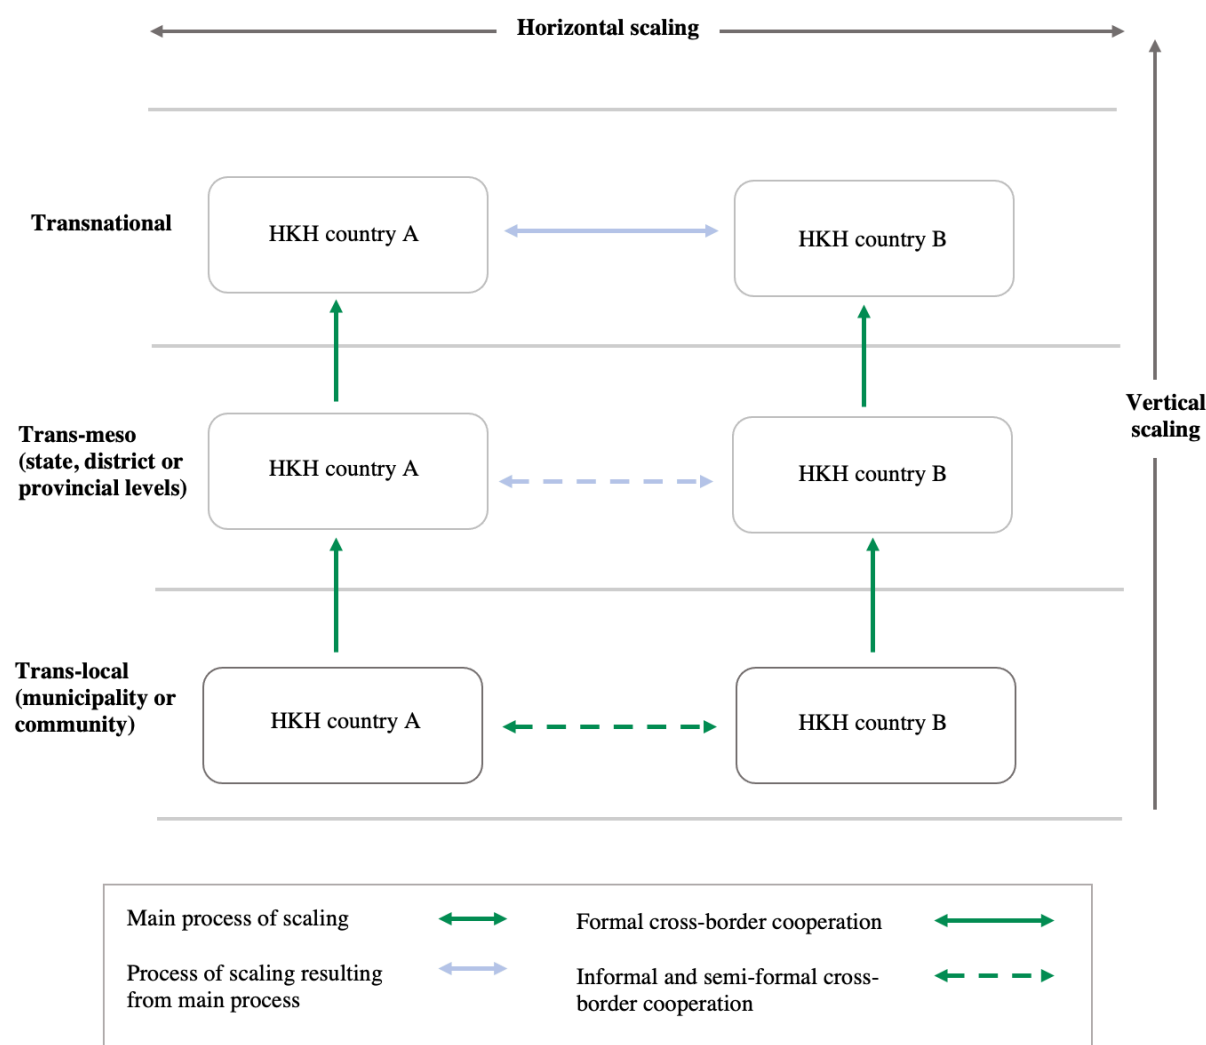 Horizontal scaling
Transnational
HKH country A
HKH country B
Vertical
scaling
Trans-meso
(state, district or
provincial levels)
HKH country A
HKH country B
Trans-local
(municipality or
community)
HKH country A
HKH country B
Main process of scaling
Formal cross-border cooperation
Process of scaling resulting
from main process
Informal and semi-formal cross-
border cooperation